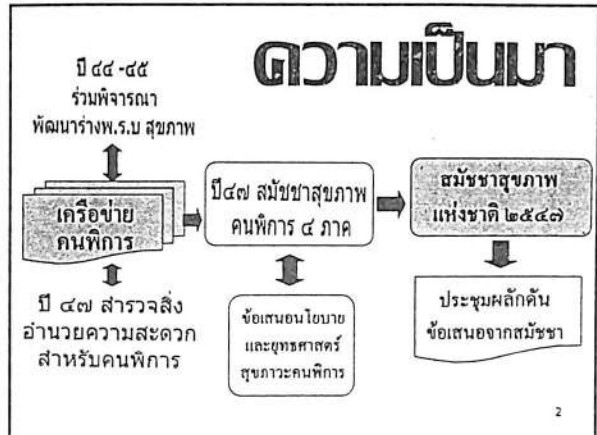 ความเป็นมา
ปี ๔๔ -๔๕
ร่วมพิจารณา
พัฒนาร่างพ.ร.บ สุขภาพ
เครือข่าย
คนพิการ
ปี ๔๗ สำรวจสิ่ง
อำนวยความสะดวก
สำหรับคนพิการ
ปี๔๗ สมัชชาสุขภาพ
คนพิการ ๔ ภาค
ข้อเสนอนโยบาย
และยุทธศาสตร์
สุขภาวะคนพิการ
สมัชชาสุขภาพ
แห่งชาติ ๒๕๔๗
ประชุมผลักดัน
ข้อเสนอจากสมัชชา
2